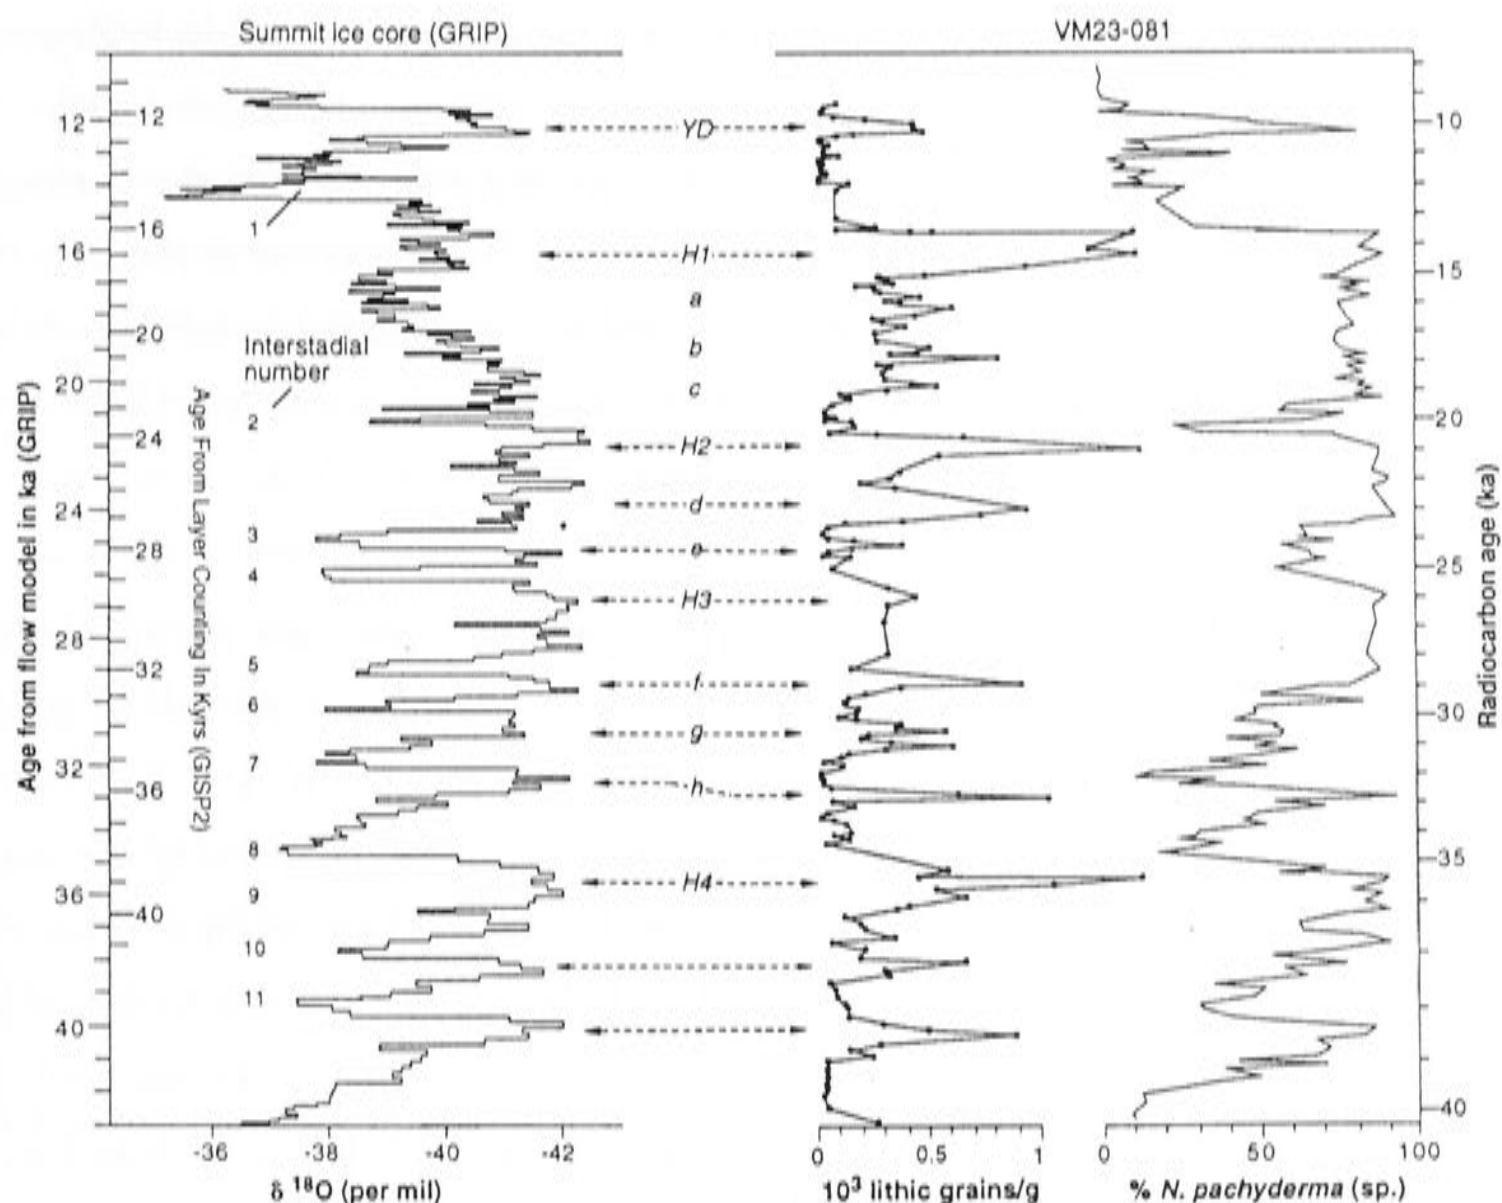 Summit Ice core (GRIP)
VM23-081
12
12
YD
10
1
16
16
H1
15
a
20
b
Interstadial
number
20
c
2
20
24
H2
d
24
3
28
e
4
25
H3
28
5
32
f
6
30
g
7
32
36
h
8
35
H4
9
36
40
10
11
40
40
Age from flow model in ka (GRIP)
Age From Layer Counting In Kyrs (GISP2)
Radiocarbon age (ka)
-36
-38
-40
-42
0
0.5
1
0
50
100
δ 18O (per mil)
10³ lithic grains/g
% N. pachyderma (sp.)